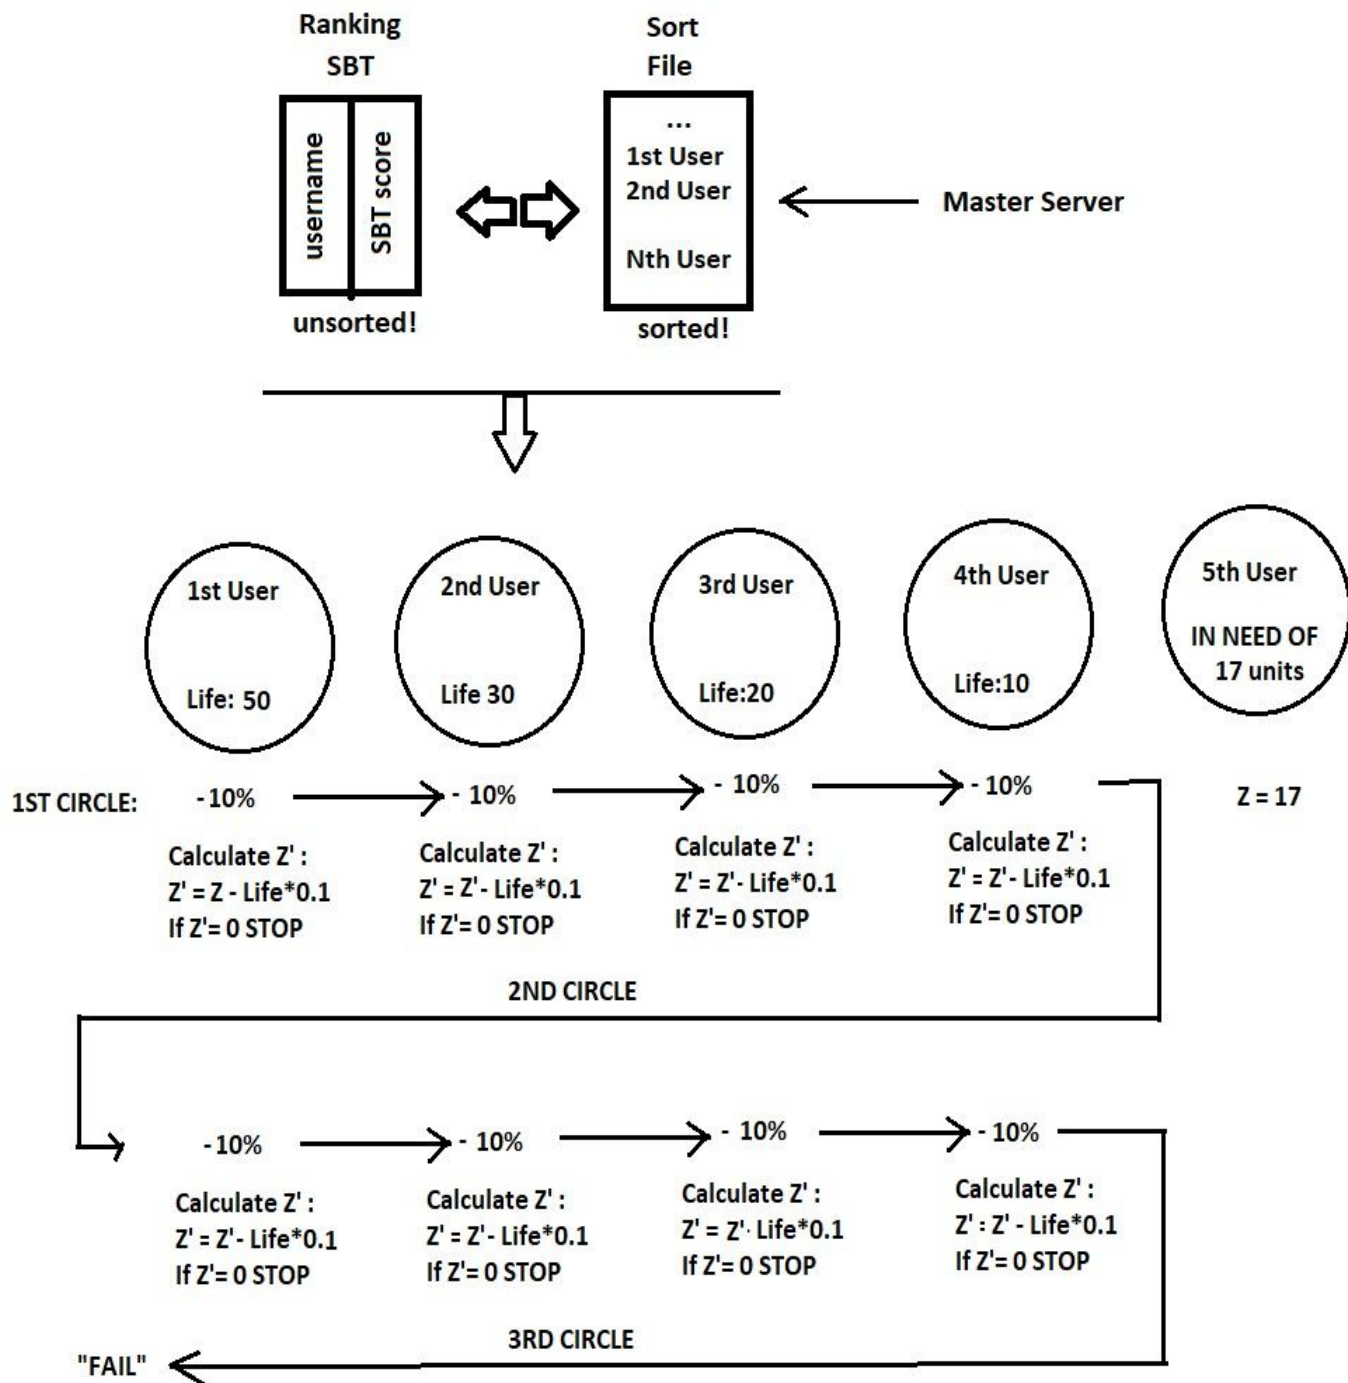 Ranking
SBT
username
SBT score
unsorted!
Sort
File
...
1st User
2nd User
Nth User
sorted!
Master Server
1st User
Life: 50
2nd User
Life 30
3rd User
Life:20
4th User
Life:10
5th User
IN NEED OF
17 units
1ST CIRCLE:
- 10%
- 10%
- 10%
- 10%
Z = 17
Calculate Z' :
Z' = Z - Life*0.1
If Z'= 0 STOP
Calculate Z' :
Z' = Z'- Life*0.1
If Z'= 0 STOP
Calculate Z' :
Z' = Z'- Life*0.1
If Z'= 0 STOP
Calculate Z' :
Z' = Z'- Life*0.1
If Z'= 0 STOP
2ND CIRCLE
- 10%
- 10%
- 10%
- 10%
Calculate Z' :
Z' = Z'- Life*0.1
If Z'= 0 STOP
Calculate Z' :
Z' = Z'- Life*0.1
If Z'= 0 STOP
Calculate Z' :
Z' = Z'· Life*0.1
If Z'= 0 STOP
Calculate Z' :
Z' : Z' - Life*0.1
If Z'= 0 STOP
3RD CIRCLE
"FAIL"